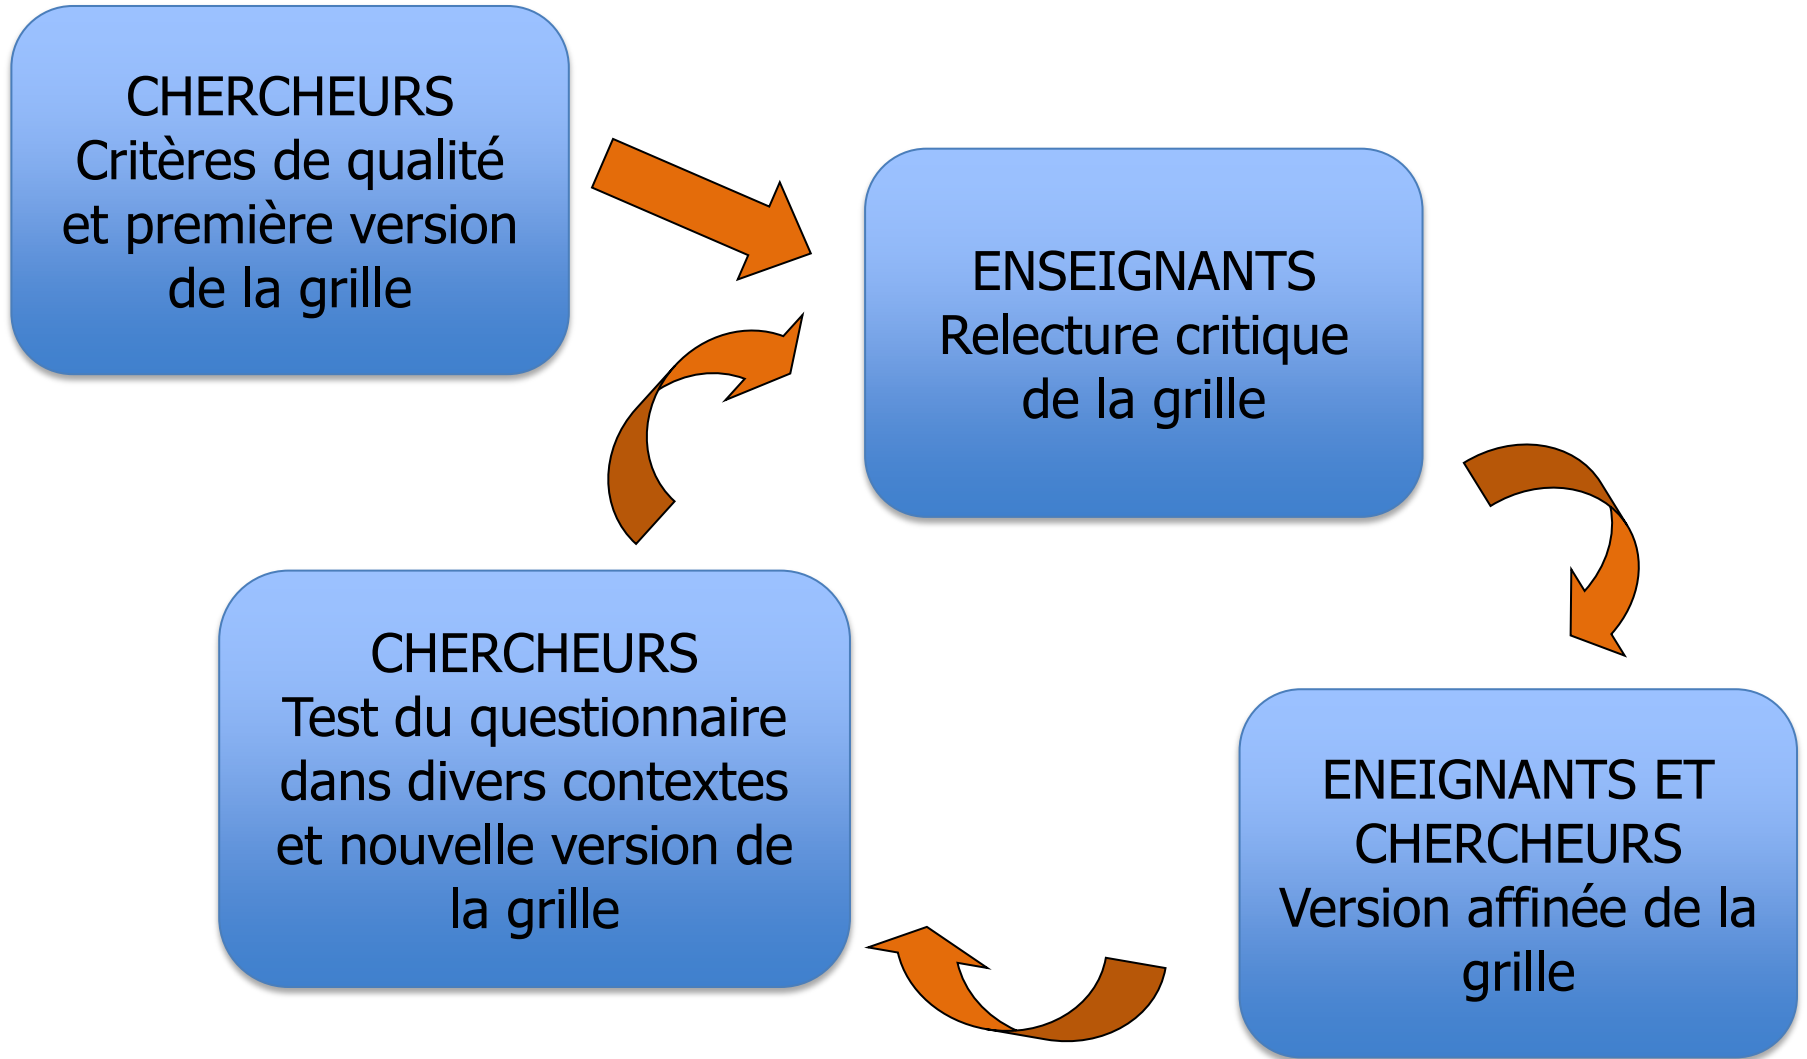 CHERCHEURS
Critères de qualité
et première version
de la grille
ENSEIGNANTS
Relecture critique
de la grille
CHERCHEURS
Test du questionnaire
dans divers contextes
et nouvelle version de
la grille
ENEIGNANTS ET
CHERCHEURS
Version affinée de la
grille